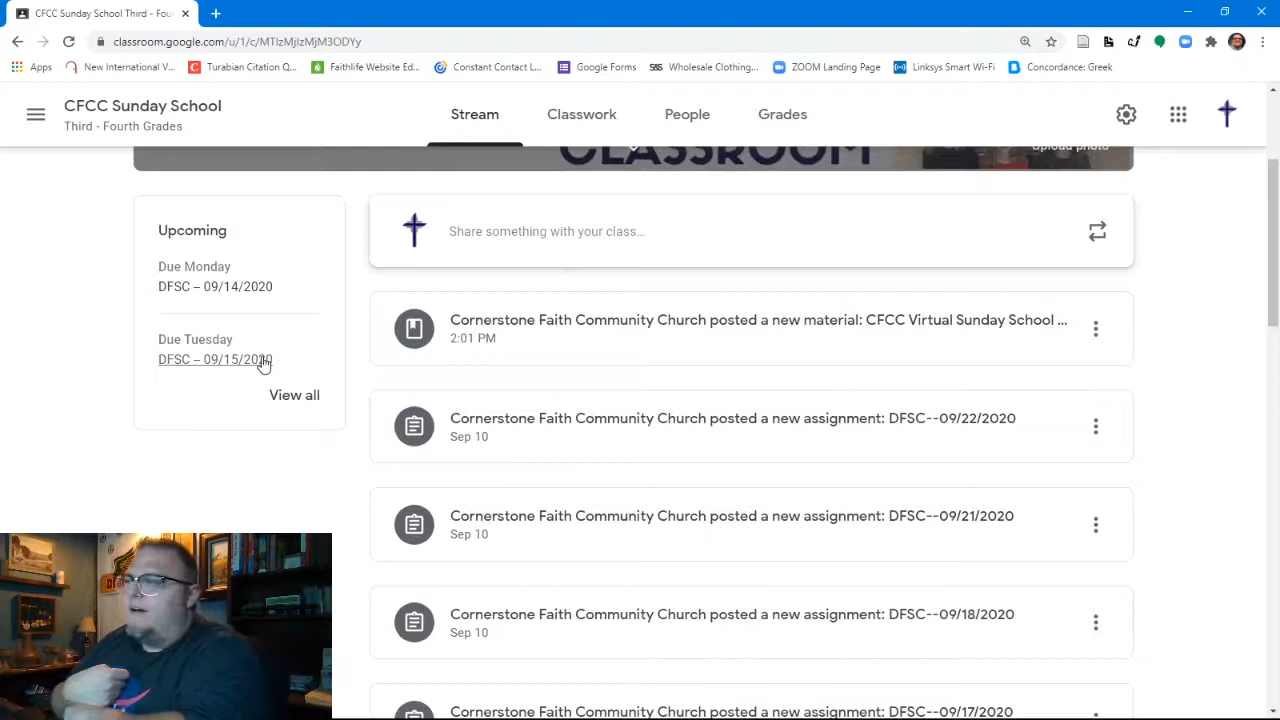 CFCC Sunday School Third - Fourt
classroom.google.com/u/1/c/MTIzMjIzMjM3ODYy
Apps
New International V...
Turabian Citation Q...
Faithlife Website Ed...
Constant Contact L...
Google Forms
S&S Wholesale Clothing...
ZOOM Landing Page
Linksys Smart Wi-Fi
Concordance: Greek
CFCC Sunday School
Third - Fourth Grades
Stream
Classwork
People
Grades
CLASSROOM
Upload photo
Upcoming
Due Monday
DFSC – 09/14/2020
Due Tuesday
DFSC – 09/15/2020
View all
Share something with your class...
Cornerstone Faith Community Church posted a new material: CFCC Virtual Sunday School ...
2:01 PM
Cornerstone Faith Community Church posted a new assignment: DFSC--09/22/2020
Sep 10
Cornerstone Faith Community Church posted a new assignment: DFSC--09/21/2020
Sep 10
Cornerstone Faith Community Church posted a new assignment: DFSC--09/18/2020
Sep 10
Cornerstone Faith Community Church posted a new assignment: DFSC--09/17/2020